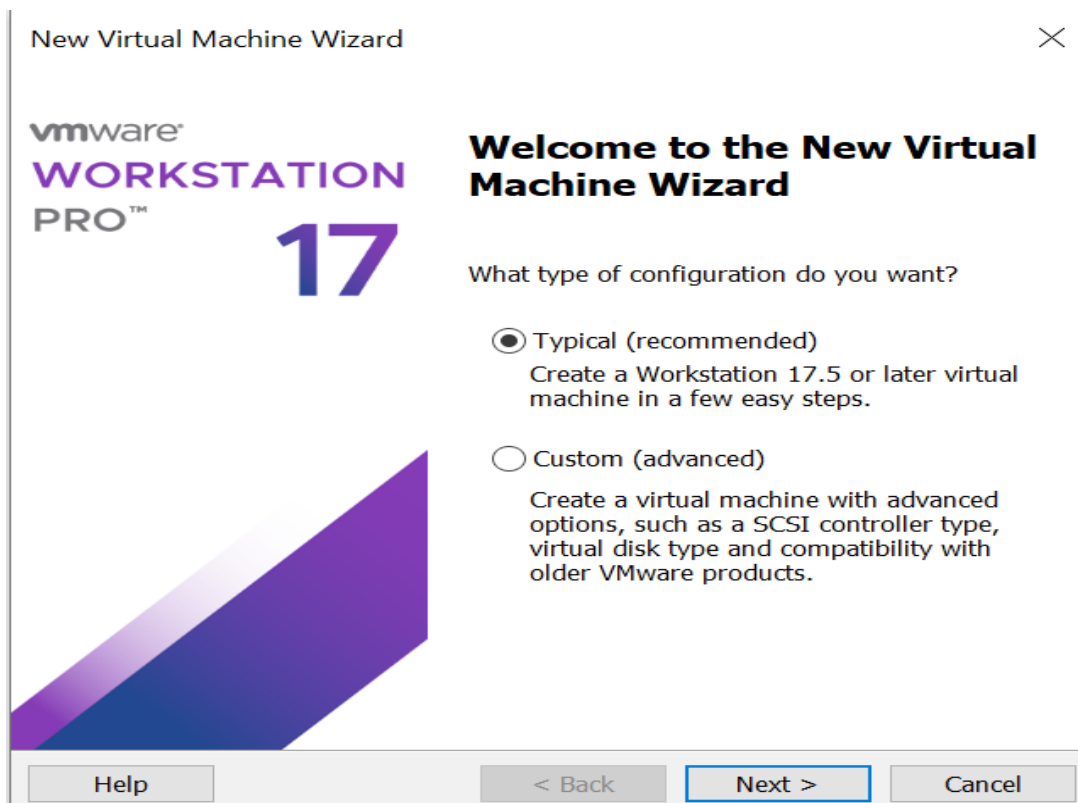 New Virtual Machine Wizard
vmware®
WORKSTATION
PRO™
17
Welcome to the New Virtual
Machine Wizard
What type of configuration do you want?
Typical (recommended)
Create a Workstation 17.5 or later virtual
machine in a few easy steps.
Custom (advanced)
Create a virtual machine with advanced
options, such as a SCSI controller type,
virtual disk type and compatibility with
older VMware products.
Help
< Back
Next >
Cancel